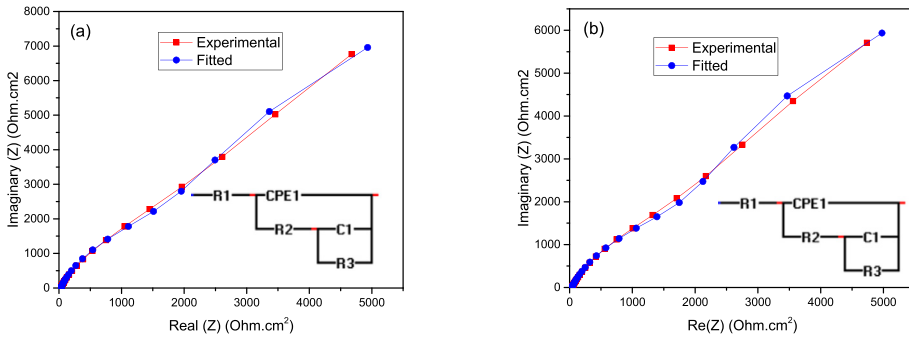 (a)
Experimental
Fitted
Imaginary (Z) (Ohm.cm2)
8000
7000
6000
5000
4000
3000
2000
1000
0
R1 CPE1
R2 C1
R3
0 1000 2000 3000 4000 5000
Real (Z) (Ohm.cm²)
(b)
Experimental
Fitted
Imaginary (Z) (Ohm.cm2)
6000
5000
4000
3000
2000
1000
0
R1 CPE1
R2 C1
R3
0 1000 2000 3000 4000 5000
Re(Z) (Ohm.cm²)